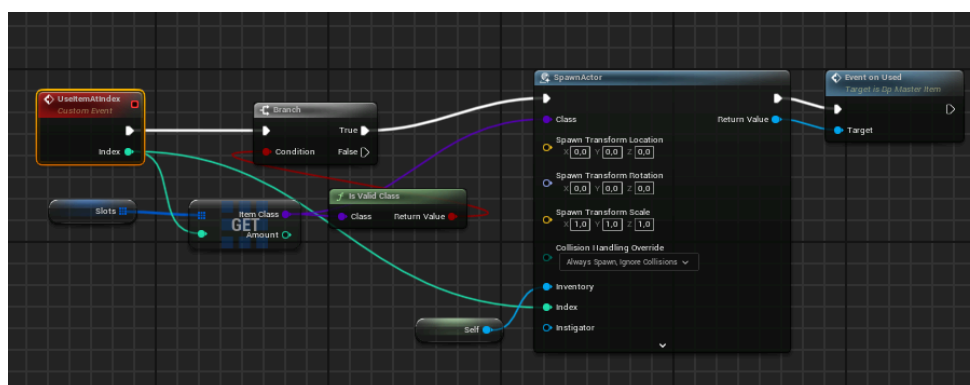 UseItemAtIndex
Custom Event
Index
Slots
Branch
Condition
True
False
Item Class
GET
Amount
Is Valid Class
Class
Return Value
Self
SpawnActor
Class
Return Value
Spawn Transform Location
X 0,0 Y 0,0 Z 0,0
Spawn Transform Rotation
X 0,0 Y 0,0 Z 0,0
Spawn Transform Scale
X 1,0 Y 1,0 Z 1,0
Collision Handling Override
Always Spawn, Ignore Collisions
Inventory
Index
Instigator
Event on Used
Target is Bp Master Item
Target